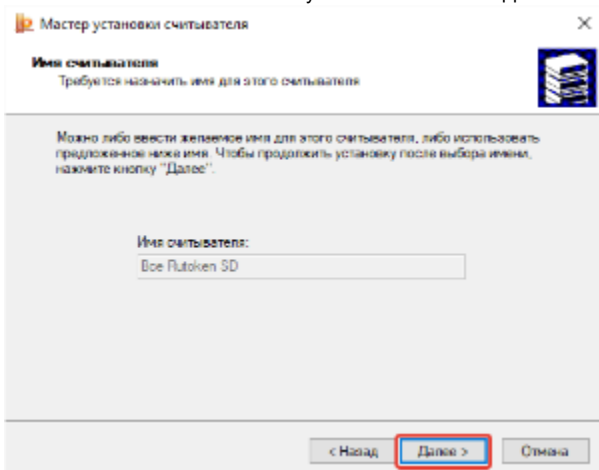 Мастер установки считывателя
Имя считывателя
Требуется назначить имя для этого считывателя
Можно либо ввести желаемое имя для этого считывателя, либо использовать
предложенное ниже имя. Чтобы продолжить установку после выбора имени,
нажмите кнопку "Далее".
Имя считывателя:
Все Rutoken SD
< Назад
Далее >
Отмена